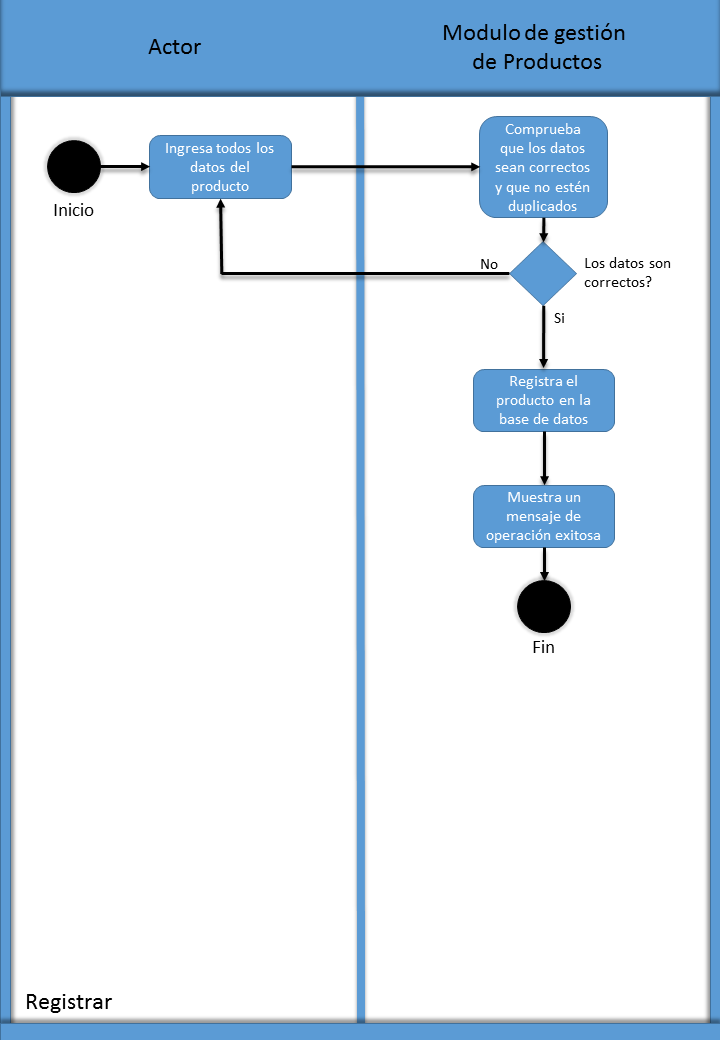 Actor
Modulo de gestión
de Productos
Inicio
Ingresa todos los
datos del
producto
Comprueba
que los datos
sean correctos
y que no estén
duplicados
No
Los datos son
correctos?
Si
Registra el
producto en la
base de datos
Muestra un
mensaje de
operación exitosa
Fin
Registrar